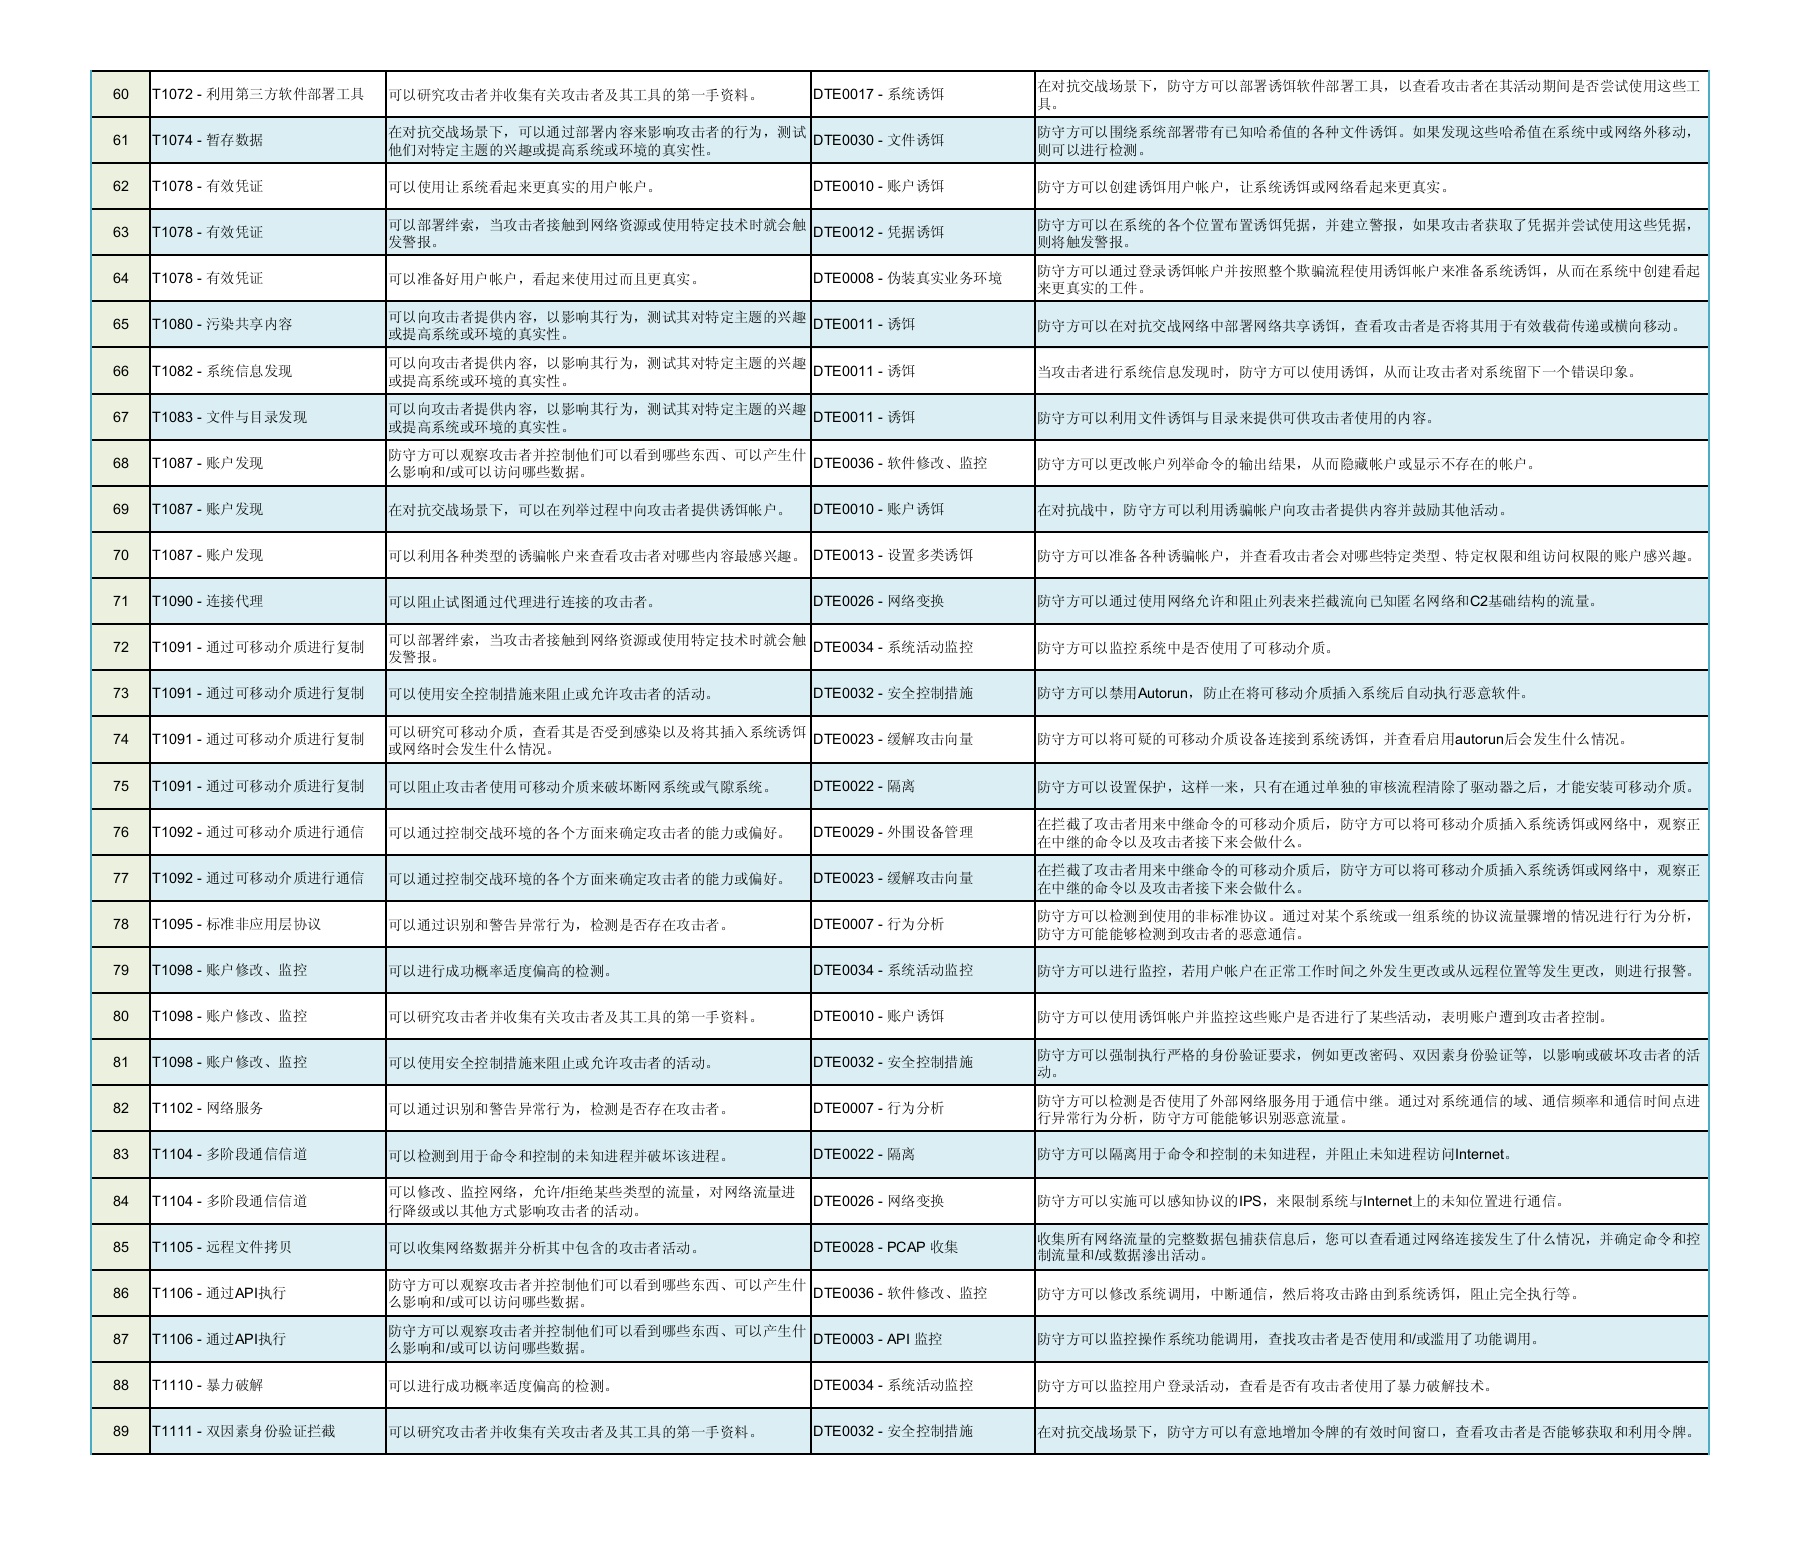 60 T1072 - 利用第三方软件部署工具 可以研究攻击者并收集有关攻击者及其工具的第一手资料。 DTE0017 - 系统诱饵 在对抗交战场景下，防守方可以部署诱饵软件部署工具，以查看攻击者在其活动期间是否尝试使用这些工
具。
61 T1074 - 暂存数据 在对抗交战场景下，可以通过部署内容来影响攻击者的行为，测试
他们对特定主题的兴趣或提高系统或环境的真实性。 DTE0030 - 文件诱饵 防守方可以围绕系统部署带有已知哈希值的各种文件诱饵。如果发现这些哈希值在系统中或网络外移动，
则可以进行检测。
62 T1078 - 有效凭证 可以使用让系统看起来更真实的用户帐户。 DTE0010 - 账户诱饵 防守方可以创建诱饵用户帐户，让系统诱饵或网络看起来更真实。
63 T1078 - 有效凭证 可以部署绊索，当攻击者接触到网络资源或使用特定技术时就会触
发警报。 DTE0012 - 凭据诱饵 防守方可以在系统的各个位置布置诱饵凭据，并建立警报，如果攻击者获取了凭据并尝试使用这些凭据，
则将触发警报。
64 T1078 - 有效凭证 可以准备好用户帐户，看起来使用过而且更真实。 DTE0008 - 伪装真实业务环境 防守方可以通过登录诱饵帐户并按照整个欺骗流程使用诱饵帐户来准备系统诱饵，从而在系统中创建看起
来更真实的工件。
65 T1080 - 污染共享内容 可以向攻击者提供内容，以影响其行为，测试其对特定主题的兴趣
或提高系统或环境的真实性。 DTE0011 - 诱饵 防守方可以在对抗交战网络中部署网络共享诱饵，查看攻击者是否将其用于有效载荷传递或横向移动。
66 T1082 - 系统信息发现 可以向攻击者提供内容，以影响其行为，测试其对特定主题的兴趣
或提高系统或环境的真实性。 DTE0011 - 诱饵 当攻击者进行系统信息发现时，防守方可以使用诱饵，从而让攻击者对系统留下一个错误印象。
67 T1083 - 文件与目录发现 可以向攻击者提供内容，以影响其行为，测试其对特定主题的兴趣
或提高系统或环境的真实性。 DTE0011 - 诱饵 防守方可以利用文件诱饵与目录来提供可供攻击者使用的内容。
68 T1087 - 账户发现 防守方可以观察攻击者并控制他们可以看到哪些东西、可以产生什
么影响和/或可以访问哪些数据。 DTE0036 - 软件修改、监控 防守方可以更改帐户列举命令的输出结果，从而隐藏帐户或显示不存在的帐户。
69 T1087 - 账户发现 在对抗交战场景下，可以在列举过程中向攻击者提供诱饵帐户。 DTE0010 - 账户诱饵 在对抗战中，防守方可以利用诱骗帐户向攻击者提供内容并鼓励其他活动。
70 T1087 - 账户发现 可以利用各种类型的诱骗帐户来查看攻击者对哪些内容最感兴趣。 DTE0013 - 设置多类诱饵 防守方可以准备各种诱骗帐户，并查看攻击者会对哪些特定类型、特定权限和组访问权限的账户感兴趣。
71 T1090 - 连接代理 可以阻止试图通过代理进行连接的攻击者。 DTE0026 - 网络变换 防守方可以通过使用网络允许和阻止列表来拦截流向已知匿名网络和C2基础结构的流量。
72 T1091 - 通过可移动介质进行复制 可以部署绊索，当攻击者接触到网络资源或使用特定技术时就会触
发警报。 DTE0034 - 系统活动监控 防守方可以监控系统中是否使用了可移动介质。
73 T1091 - 通过可移动介质进行复制 可以使用安全控制措施来阻止或允许攻击者的活动。 DTE0032 - 安全控制措施 防守方可以禁用Autorun，防止在将可移动介质插入系统后自动执行恶意软件。
74 T1091 - 通过可移动介质进行复制 可以研究可移动介质，查看其是否受到感染以及将其插入系统诱饵
或网络时会发生什么情况。 DTE0023 - 缓解攻击向量 防守方可以将可疑的可移动介质设备连接到系统诱饵，并查看启用autorun后会发生什么情况。
75 T1091 - 通过可移动介质进行复制 可以阻止攻击者使用可移动介质来破坏断网系统或气隙系统。 DTE0022 - 隔离 防守方可以设置保护，这样一来，只有在通过单独的审核流程清除了驱动器之后，才能安装可移动介质。
76 T1092 - 通过可移动介质进行通信 可以通过控制交战环境的各个方面来确定攻击者的能力或偏好。 DTE0029 - 外围设备管理 在拦截了攻击者用来中继命令的可移动介质后，防守方可以将可移动介质插入系统诱饵或网络中，观察正
在中继的命令以及攻击者接下来会做什么。
77 T1092 - 通过可移动介质进行通信 可以通过控制交战环境的各个方面来确定攻击者的能力或偏好。 DTE0023 - 缓解攻击向量 在拦截了攻击者用来中继命令的可移动介质后，防守方可以将可移动介质插入系统诱饵或网络中，观察正
在中继的命令以及攻击者接下来会做什么。
78 T1095 - 标准非应用层协议 可以通过识别和警告异常行为，检测是否存在攻击者。 DTE0007 - 行为分析 防守方可以检测到使用的非标准协议。通过对某个系统或一组系统的协议流量骤增的情况进行行为分析，
防守方可能能够检测到攻击者的恶意通信。
79 T1098 - 账户修改、监控 可以进行成功概率适度偏高的检测。 DTE0034 - 系统活动监控 防守方可以进行监控，若用户帐户在正常工作时间之外发生更改或从远程位置等发生更改，则进行报警。
80 T1098 - 账户修改、监控 可以研究攻击者并收集有关攻击者及其工具的第一手资料。 DTE0010 - 账户诱饵 防守方可以使用诱饵帐户并监控这些账户是否进行了某些活动，表明账户遭到攻击者控制。
81 T1098 - 账户修改、监控 可以使用安全控制措施来阻止或允许攻击者的活动。 DTE0032 - 安全控制措施 防守方可以强制执行严格的身份验证要求，例如更改密码、双因素身份验证等，以影响或破坏攻击者的活
动。
82 T1102 - 网络服务 可以通过识别和警告异常行为，检测是否存在攻击者。 DTE0007 - 行为分析 防守方可以检测是否使用了外部网络服务用于通信中继。通过对系统通信的域、通信频率和通信时间点进
行异常行为分析，防守方可能能够识别恶意流量。
83 T1104 - 多阶段通信信道 可以检测到用于命令和控制的未知进程并破坏该进程。 DTE0022 - 隔离 防守方可以隔离用于命令和控制的未知进程，并阻止未知进程访问Internet。
84 T1104 - 多阶段通信信道 可以修改、监控网络，允许/拒绝某些类型的流量，对网络流量进
行降级或以其他方式影响攻击者的活动。 DTE0026 - 网络变换 防守方可以实施可以感知协议的IPS，来限制系统与Internet上的未知位置进行通信。
85 T1105 - 远程文件拷贝 可以收集网络数据并分析其中包含的攻击者活动。 DTE0028 - PCAP 收集 收集所有网络流量的完整数据包捕获信息后，您可以查看通过网络连接发生了什么情况，并确定命令和控
制流量和/或数据渗出活动。
86 T1106 - 通过API执行 防守方可以观察攻击者并控制他们可以看到哪些东西、可以产生什
么影响和/或可以访问哪些数据。 DTE0036 - 软件修改、监控 防守方可以修改系统调用，中断通信，然后将攻击路由到系统诱饵，阻止完全执行等。
87 T1106 - 通过API执行 防守方可以观察攻击者并控制他们可以看到哪些东西、可以产生什
么影响和/或可以访问哪些数据。 DTE0003 - API 监控 防守方可以监控操作系统功能调用，查找攻击者是否使用和/或滥用了功能调用。
88 T1110 - 暴力破解 可以进行成功概率适度偏高的检测。 DTE0034 - 系统活动监控 防守方可以监控用户登录活动，查看是否有攻击者使用了暴力破解技术。
89 T1111 - 双因素身份验证拦截 可以研究攻击者并收集有关攻击者及其工具的第一手资料。 DTE0032 - 安全控制措施 在对抗交战场景下，防守方可以有意地增加令牌的有效时间窗口，查看攻击者是否能够获取和利用令牌。